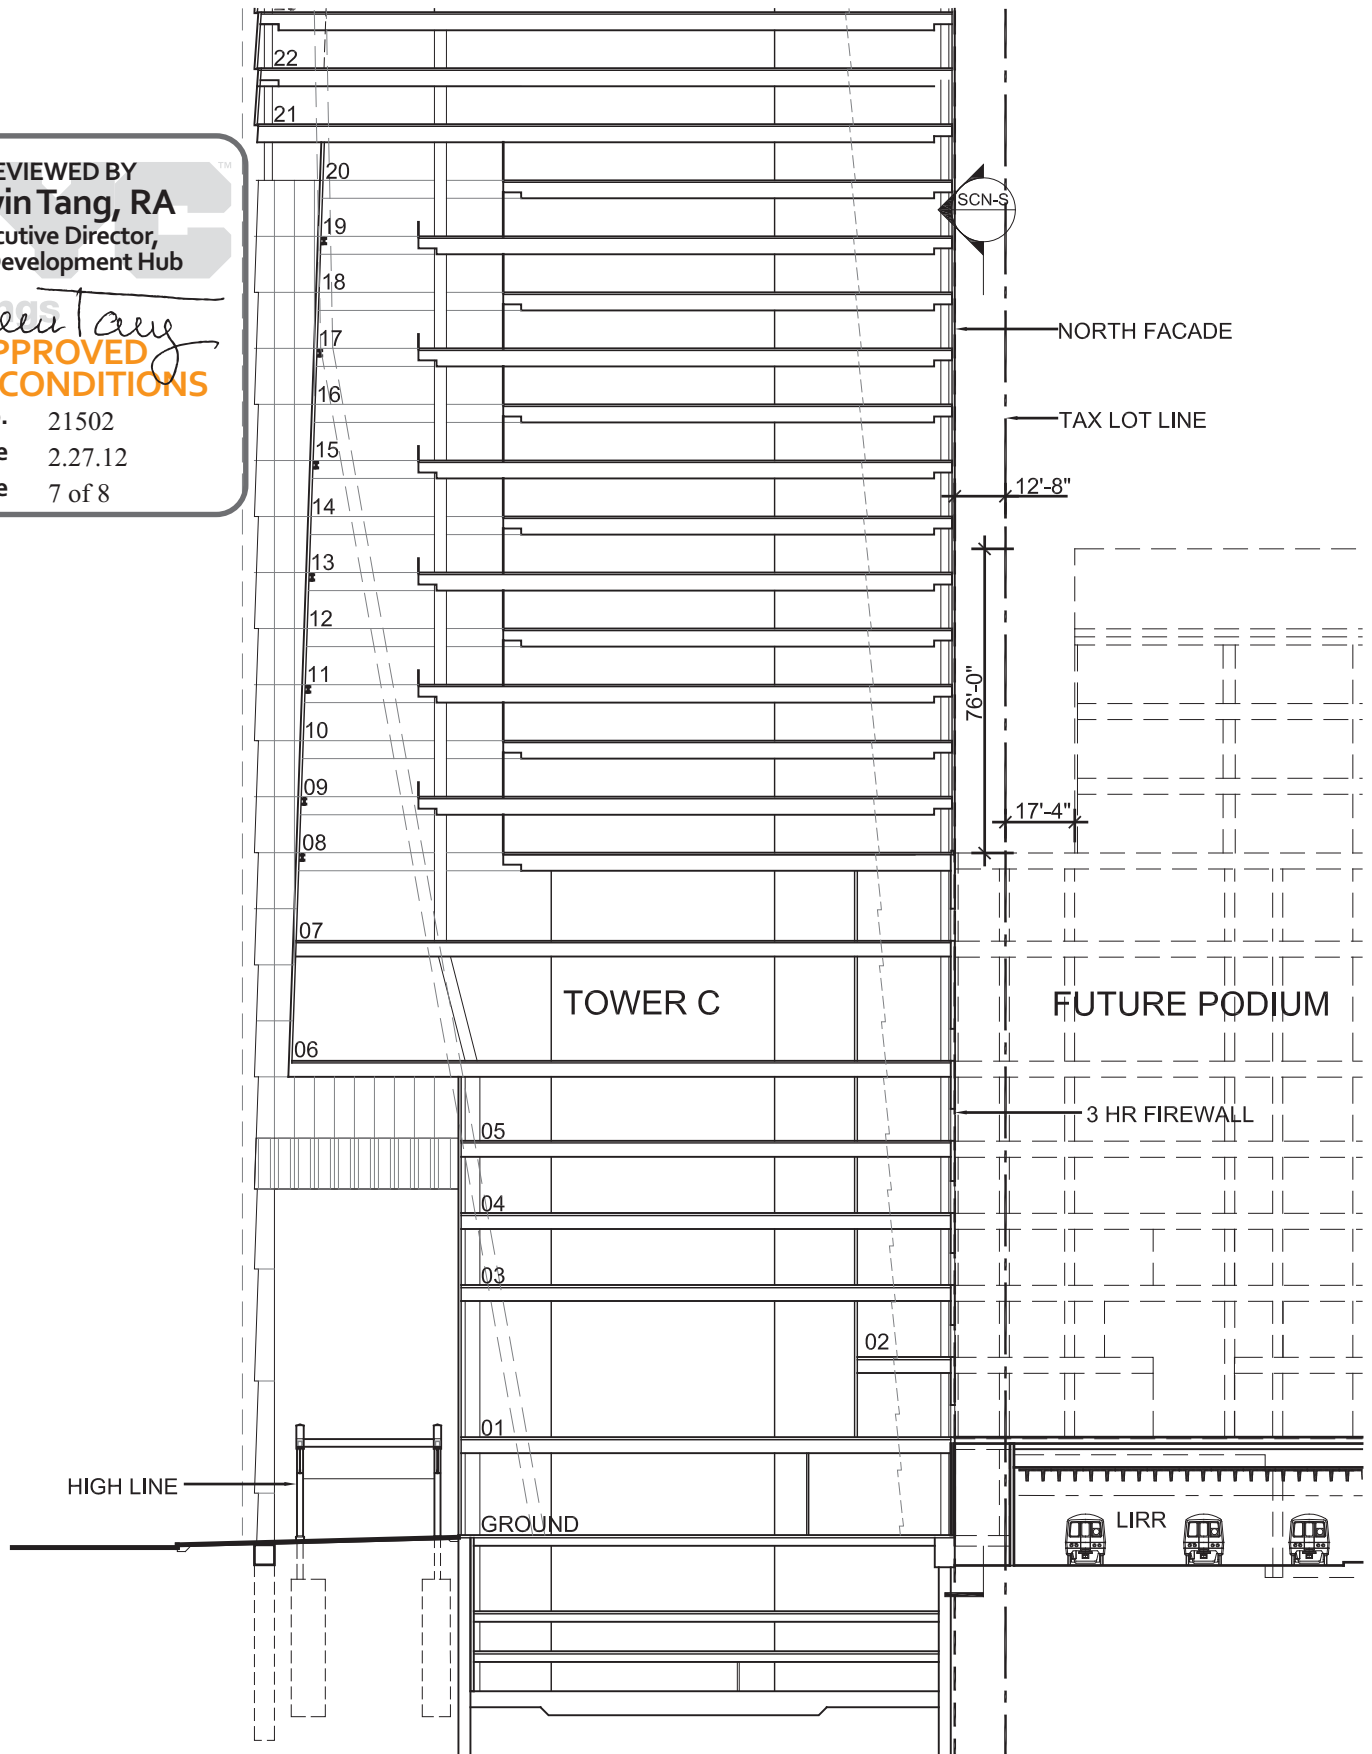 22
21
20
19
18
17
16
15
14
13
12
11
10
09
08
07
06
05
04
03
02
01
GROUND
EVIEWED BY
vin Tang, RA
cutive Director,
Development Hub
PPROVED
CONDITIONS
21502
2.27.12
7 of 8
TM
SCN-S
NORTH FACADE
TAX LOT LINE
12'-8"
76'-0"
17'-4"
TOWER C
FUTURE PODIUM
3 HR FIREWALL
HIGH LINE
LIRR